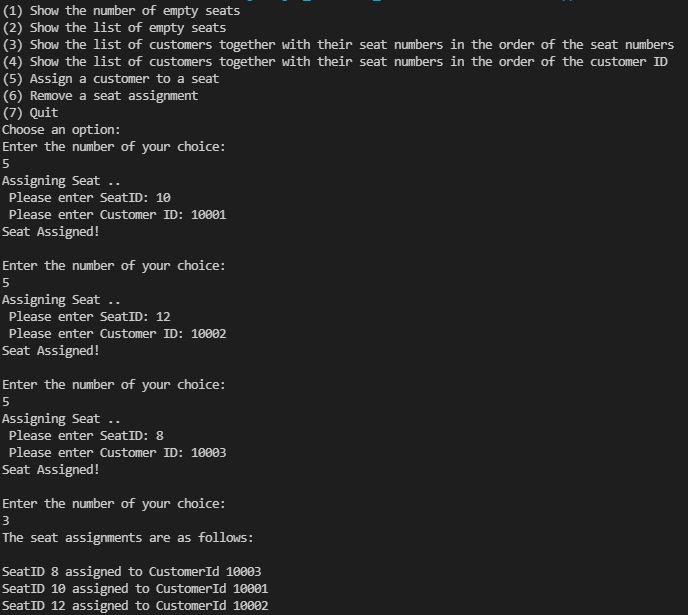 (1) Show the number of empty seats
(2) Show the list of empty seats
(3) Show the list of customers together with their seat numbers in the order of the seat numbers
(4) Show the list of customers together with their seat numbers in the order of the customer ID
(5) Assign a customer to a seat
(6) Remove a seat assignment
(7) Quit
Choose an option:
Enter the number of your choice:
5
Assigning Seat ..
 Please enter SeatID: 10
 Please enter Customer ID: 10001
Seat Assigned!

Enter the number of your choice:
5
Assigning Seat ..
 Please enter SeatID: 12
 Please enter Customer ID: 10002
Seat Assigned!

Enter the number of your choice:
5
Assigning Seat ..
 Please enter SeatID: 8
 Please enter Customer ID: 10003
Seat Assigned!

Enter the number of your choice:
3
The seat assignments are as follows:

SeatID 8 assigned to CustomerId 10003
SeatID 10 assigned to CustomerId 10001
SeatID 12 assigned to CustomerId 10002